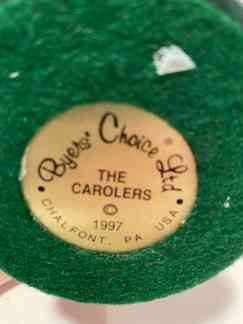 Byers' Choice Ltd
®
THE
CAROLERS
©
1997
• CHALFONT, PA USA •